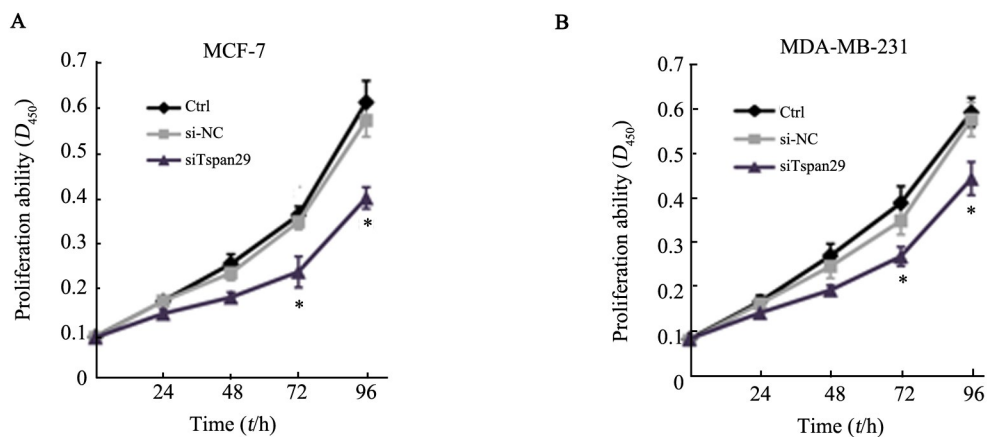 A
MCF-7
Proliferation ability (D450)
0.7
0.6
0.5
0.4
0.3
0.2
0.1
0
Ctrl
si-NC
siTspan29
*
*
24 48 72 96
Time (t/h)
B
MDA-MB-231
Proliferation ability (D450)
0.7
0.6
0.5
0.4
0.3
0.2
0.1
0
Ctrl
si-NC
siTspan29
*
*
24 48 72 96
Time (t/h)